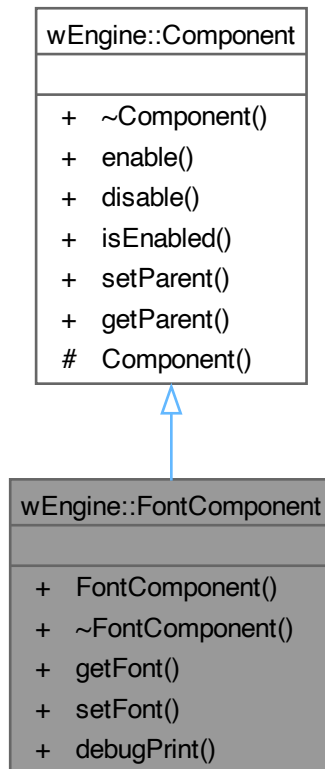 wEngine::Component
+ ~Component()
+ enable()
+ disable()
+ isEnabled()
+ setParent()
+ getParent()
# Component()
wEngine::FontComponent
+ FontComponent()
+ ~FontComponent()
+ getFont()
+ setFont()
+ debugPrint()